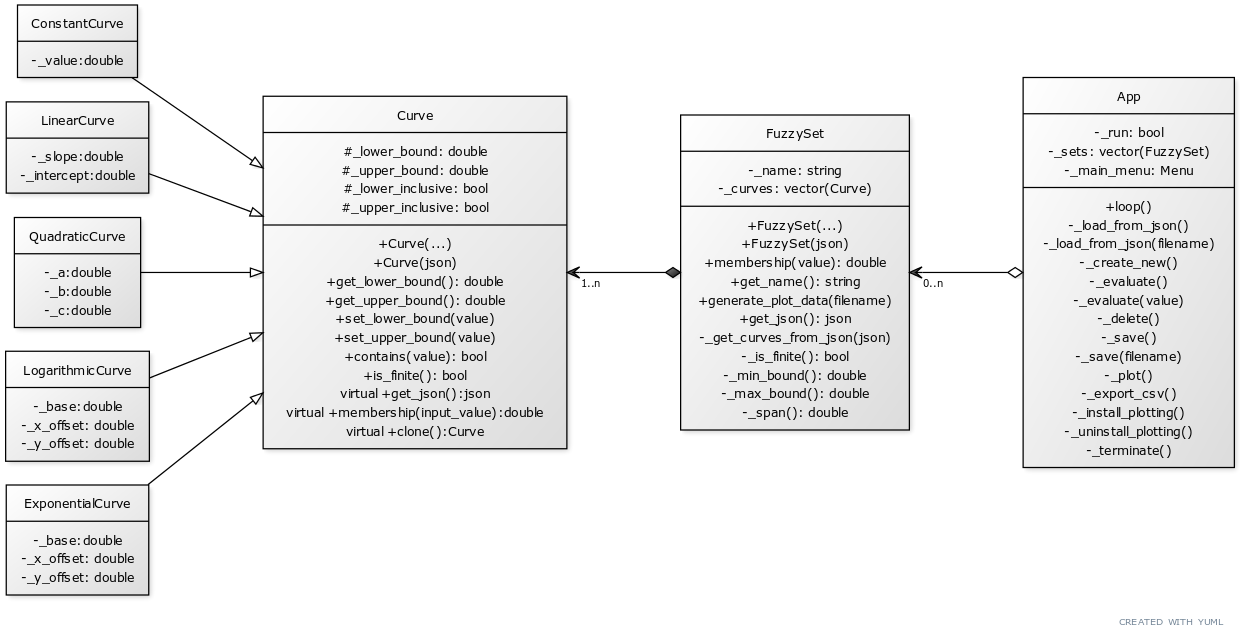 ConstantCurve
-_value:double
LinearCurve
-_slope:double
-_intercept:double
QuadraticCurve
-_a:double
-_b:double
-_c:double
LogarithmicCurve
-_base:double
-_x_offset: double
-_y_offset: double
ExponentialCurve
-_base:double
-_x_offset: double
-_y_offset: double
Curve
#_lower_bound: double
#_upper_bound: double
#_lower_inclusive: bool
#_upper_inclusive: bool
+Curve(...)
+Curve(json)
+get_lower_bound(): double
+get_upper_bound(): double
+set_lower_bound(value)
+set_upper_bound(value)
+contains(value): bool
+is_finite(): bool
virtual +get_json():json
virtual +membership(input_value):double
virtual +clone():Curve
1..n
FuzzySet
-_name: string
-_curves: vector(Curve)
+FuzzySet(...)
+FuzzySet(json)
+membership(value): double
+get_name(): string
+generate_plot_data(filename)
+get_json(): json
-_get_curves_from_json(json)
-_is_finite(): bool
-_min_bound(): double
-_max_bound(): double
-_span(): double
0..n
App
-_run: bool
-_sets: vector(FuzzySet)
-_main_menu: Menu
+loop()
-_load_from_json()
-_load_from_json(filename)
-_create_new()
-_evaluate()
-_evaluate(value)
-_delete()
-_save()
-_save(filename)
-_plot()
-_export_csv()
-_install_plotting()
-_uninstall_plotting()
-_terminate()
CREATED WITH YUML